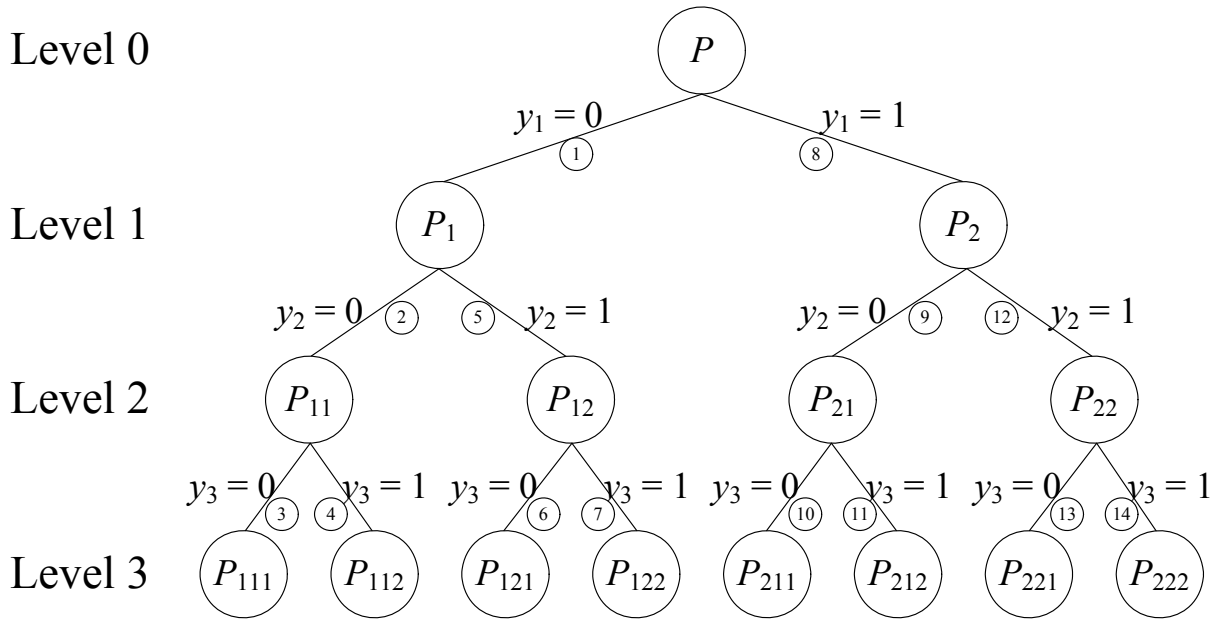 Level 0 P
y1 = 0 y1 = 1
1 8
Level 1 P1 P2
y2 = 0 2 5 y2 = 1 y2 = 0 9 12 y2 = 1
Level 2 P11 P12 P21 P22
y3 = 0 y3 = 1 y3 = 0 y3 = 1 y3 = 0 y3 = 1 y3 = 0 y3 = 1
3 4 6 7 10 11 13 14
Level 3 P111 P112 P121 P122 P211 P212 P221 P222